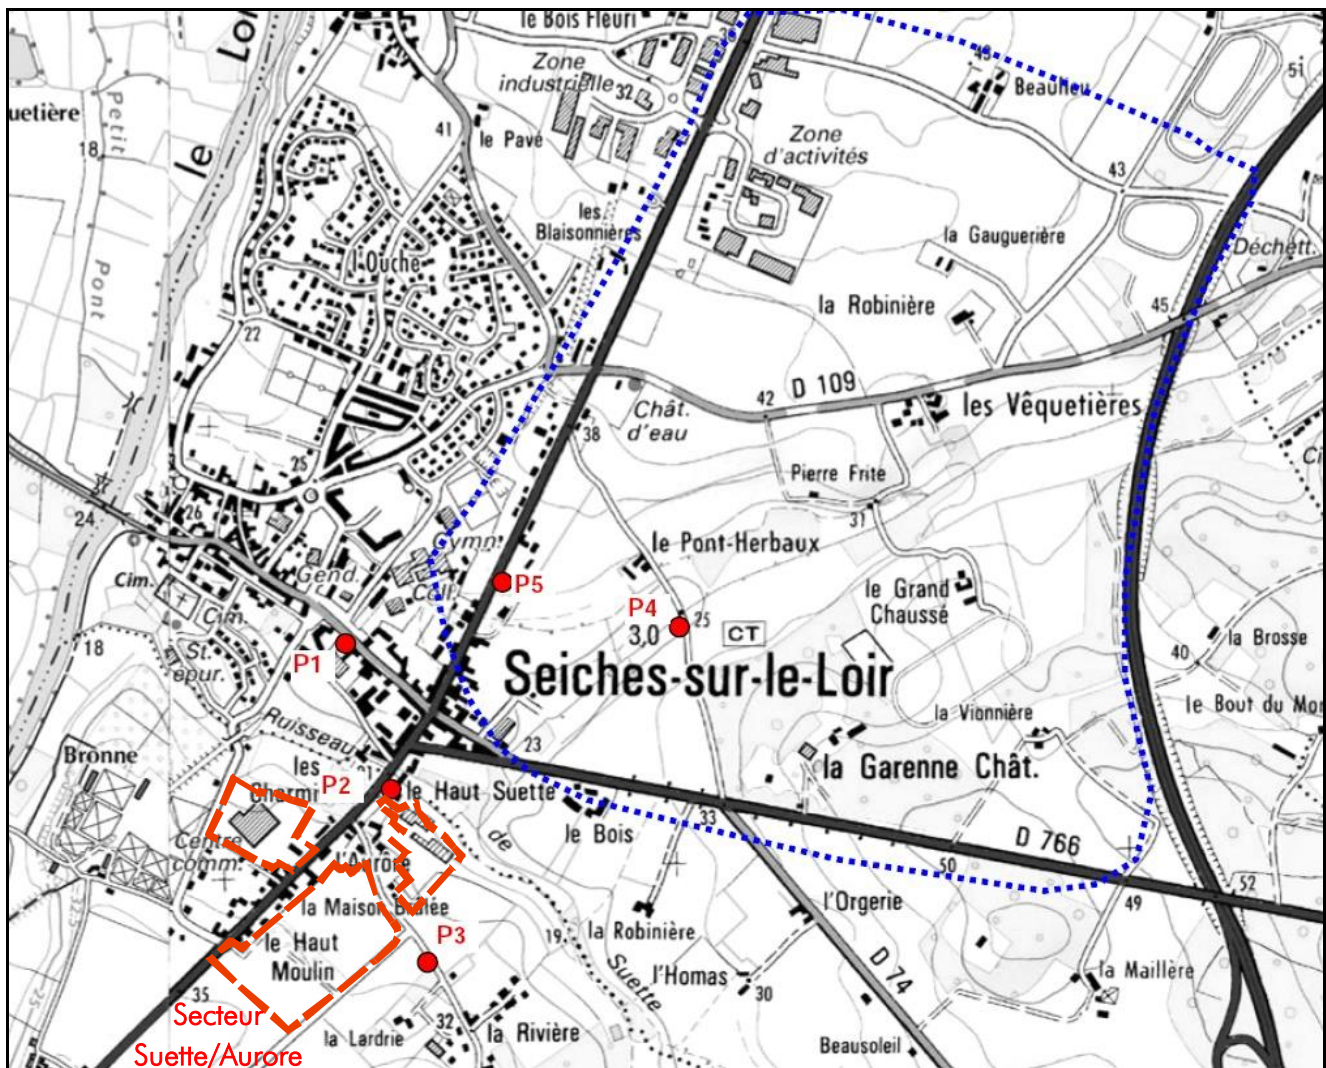 le Bois Fleuri
le Loi
Zone
industrielle
32
45
Beaulieu
51
uetière
Petit
Pont
18
41
le Pavé
Zone
d'activités
43
les
Blaisonnières
la Gauguerière
Déchett.
l'Ouche
la Robinière
45
22
D 109
42
les Vêquetières
Chât.
d'eau
38
25
Pierre Frite
31
24
26
Gymn.
le Pont-Herbaux
Cim.
Gend.
Coll.
P5
le Grand
Chaussé
Cim.
P4
3,0
25
CT
la Brosse
18
St.
épur.
P1
Seiches-sur-le-Loir
40
la Vionnière
le Bout du Mor
Ruisseau
Bronne
23
les
Charmi
P2
le Haut Suette
la Garenne Chât.
Centre
comm.
de
le Bois
33
D 766
l'Aurore
50
52
la Maison Brûlée
l'Orgerie
49
P3
le Haut
Moulin
19
la Robinière
Suette
l'Homas
30
D 74
la Maillère
35
32.5
25
Secteur
Suette/Aurore
la Lardrie
32
la Rivière
Beausoleil